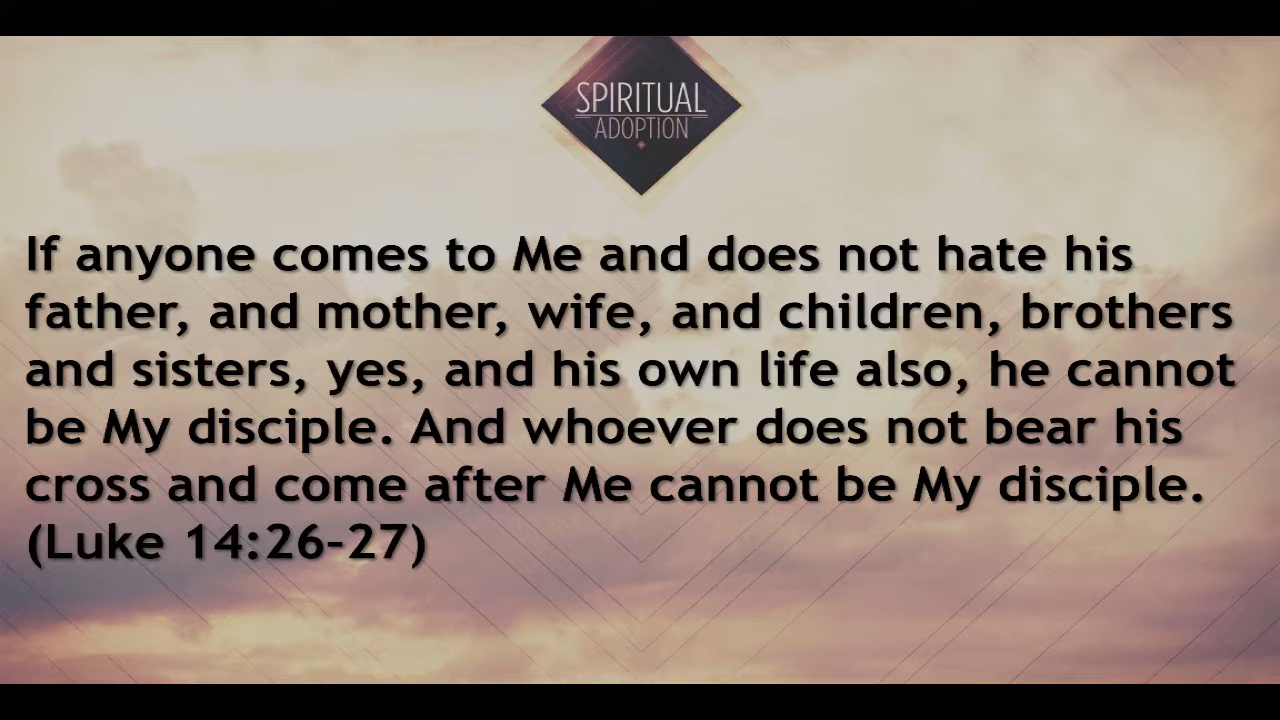 SPIRITUAL
ADOPTION
If anyone comes to Me and does not hate his
father, and mother, wife, and children, brothers
and sisters, yes, and his own life also, he cannot
be My disciple. And whoever does not bear his
cross and come after Me cannot be My disciple.
(Luke 14:26-27)